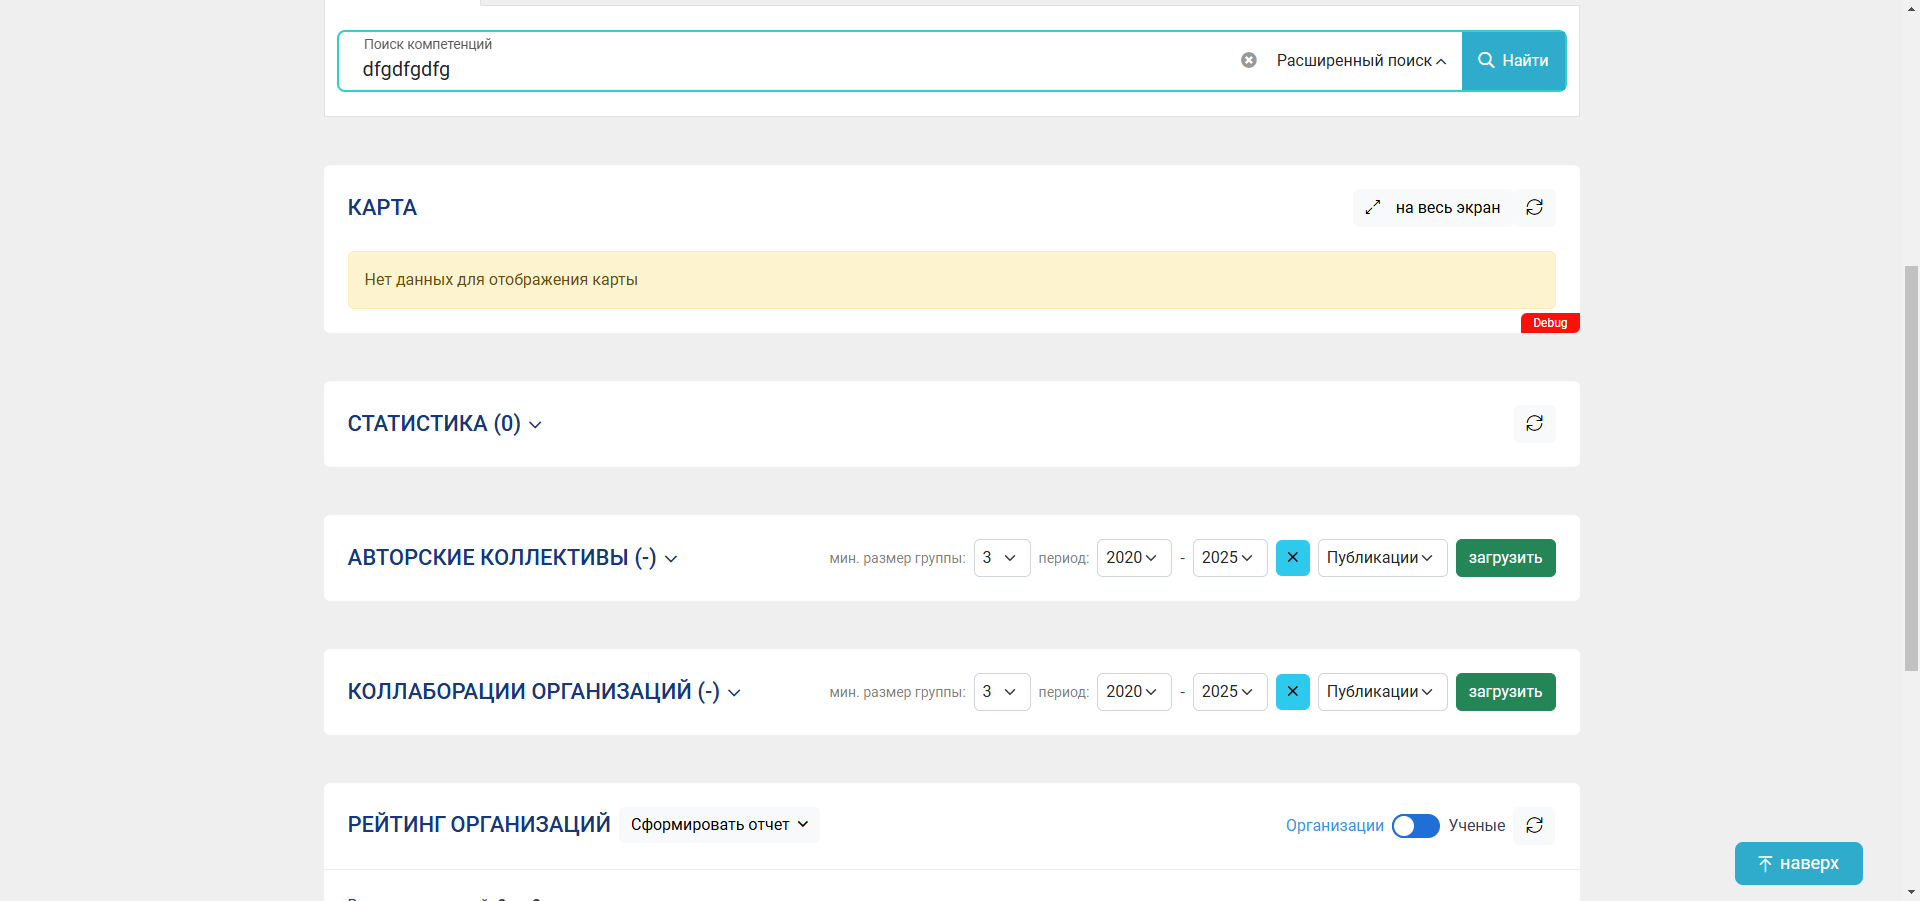 Поиск компетенций
dfgdfgdfg
Расширенный поиск
Найти
КАРТА
на весь экран
Нет данных для отображения карты
Debug
СТАТИСТИКА (0)
АВТОРСКИЕ КОЛЛЕКТИВЫ (-)
мин. размер группы: 3 период: 2020 - 2025 Публикации загрузить
КОЛЛАБОРАЦИИ ОРГАНИЗАЦИЙ (-)
мин. размер группы: 3 период: 2020 - 2025 Публикации загрузить
РЕЙТИНГ ОРГАНИЗАЦИЙ
Сформировать отчет
Организации Ученые
наверх